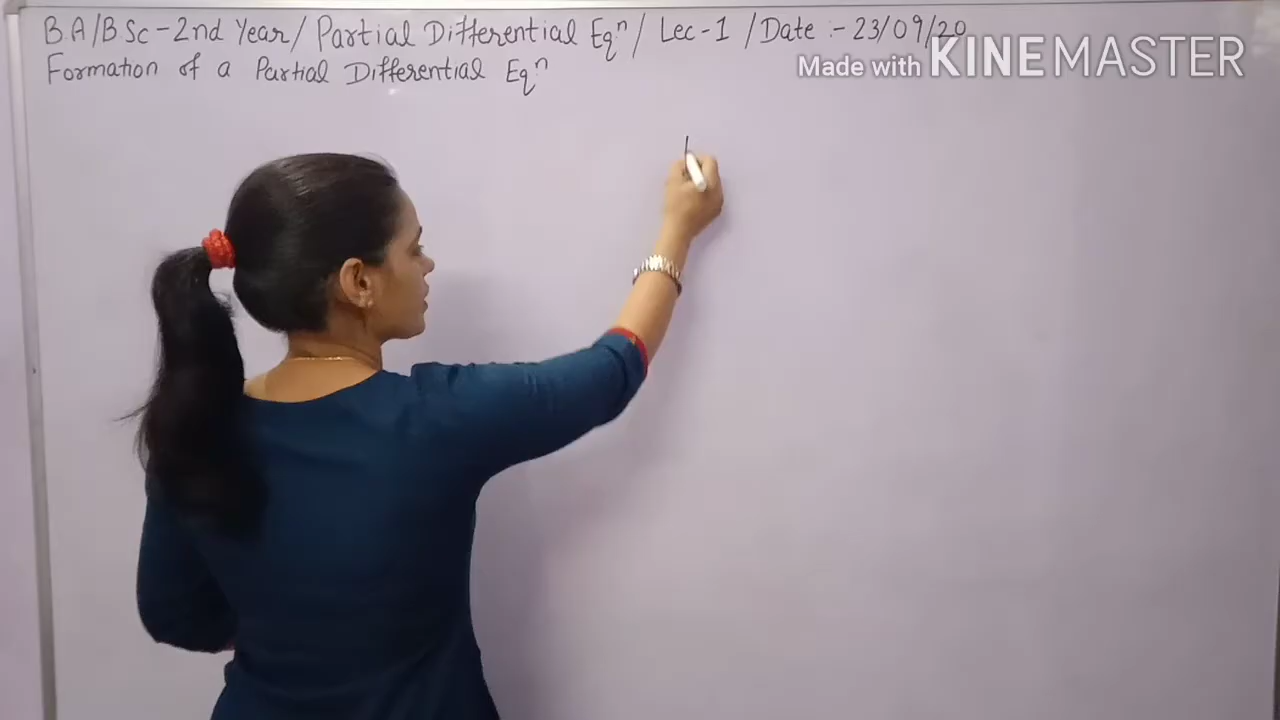 BA/BSc-2nd Year/ Partial Differential Eqⁿ/ Lec-1 /Date :- 23/09/20
Formation of a Partial Differential Eqⁿ
Made with KINEMASTER